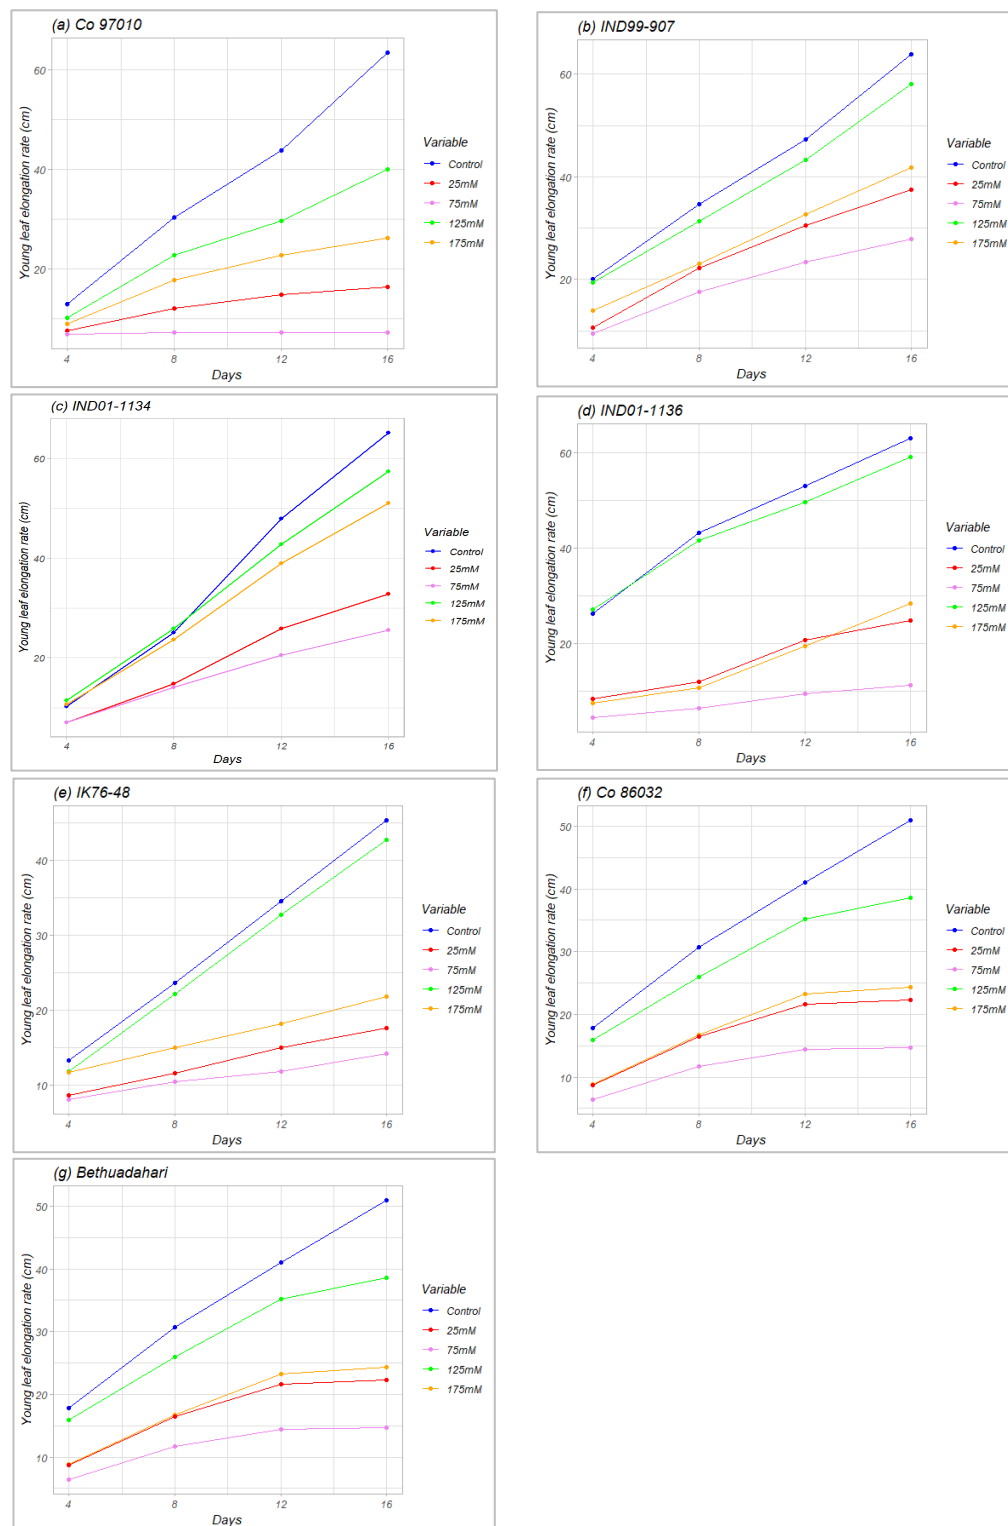 (a) Co 97010
Young leaf elongation rate (cm)
60
40
20
4 8 12 16
Days
Variable
Control
25mM
75mM
125mM
175mM
(b) IND99-907
Young leaf elongation rate (cm)
60
40
20
4 8 12 16
Days
Variable
Control
25mM
75mM
125mM
175mM
(c) IND01-1134
Young leaf elongation rate (cm)
60
40
20
4 8 12 16
Days
Variable
Control
25mM
75mM
125mM
175mM
(d) IND01-1136
Young leaf elongation rate (cm)
60
40
20
4 8 12 16
Days
Variable
Control
25mM
75mM
125mM
175mM
(e) IK76-48
Young leaf elongation rate (cm)
40
30
20
10
4 8 12 16
Days
Variable
Control
25mM
75mM
125mM
175mM
(f) Co 86032
Young leaf elongation rate (cm)
50
40
30
20
10
4 8 12 16
Days
Variable
Control
25mM
75mM
125mM
175mM
(g) Bethuadahari
Young leaf elongation rate (cm)
50
40
30
20
10
4 8 12 16
Days
Variable
Control
25mM
75mM
125mM
175mM